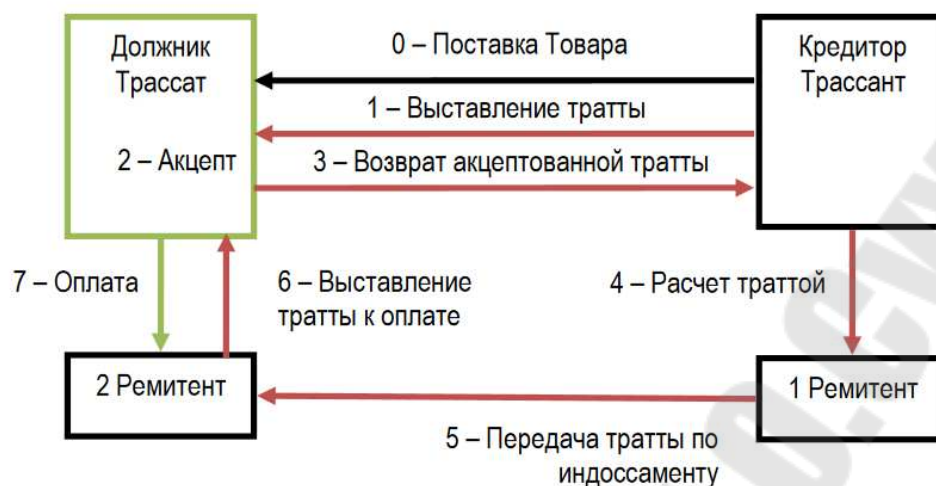 Должник
Трассат
0 – Поставка Товара
Кредитор
Трассант
1 – Выставление тратты
2 – Акцепт
3 – Возврат акцептованной тратты
7 – Оплата
6 – Выставление
тратты к оплате
4 – Расчет траттой
2 Ремитент
1 Ремитент
5 – Передача тратты по
индоссаменту